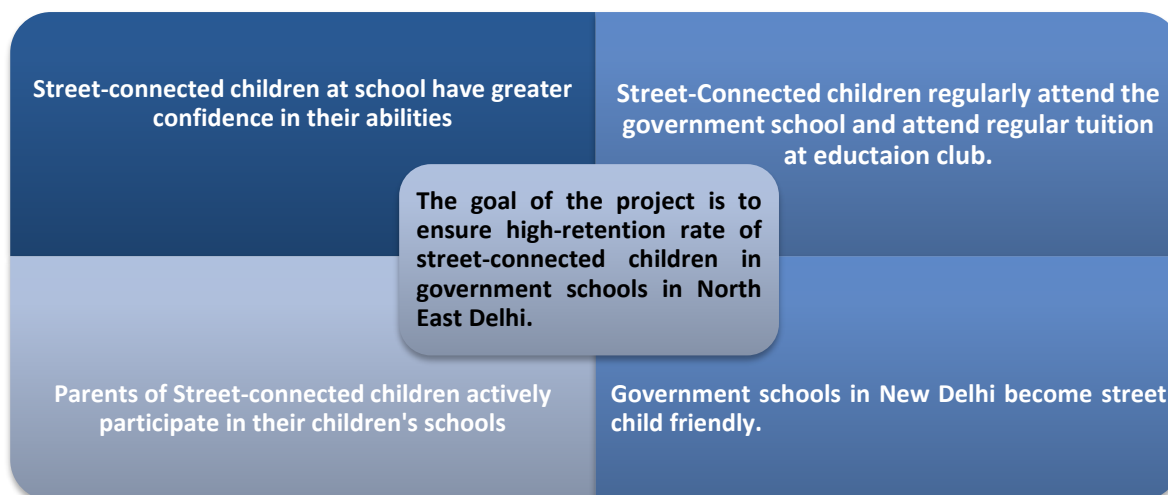 Street-connected children at school have greater
confidence in their abilities
Street-Connected children regularly attend the
government school and attend regular tuition
at eductaion club.
The goal of the project is to
ensure high-retention rate of
street-connected children in
government schools in North
East Delhi.
Parents of Street-connected children actively
participate in their children's schools
Government schools in New Delhi become street
child friendly.